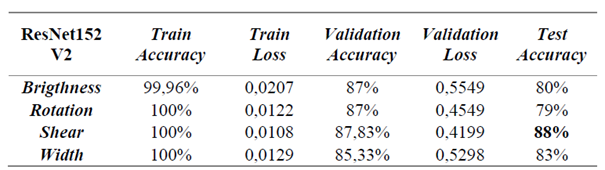 ResNet152 V2 Train Accuracy Train Loss Validation Accuracy Validation Loss Test Accuracy
Brigthness 99,96% 0,0207 87% 0,5549 80%
Rotation 100% 0,0122 87% 0,4549 79%
Shear 100% 0,0108 87,83% 0,4199 88%
Width 100% 0,0129 85,33% 0,5298 83%